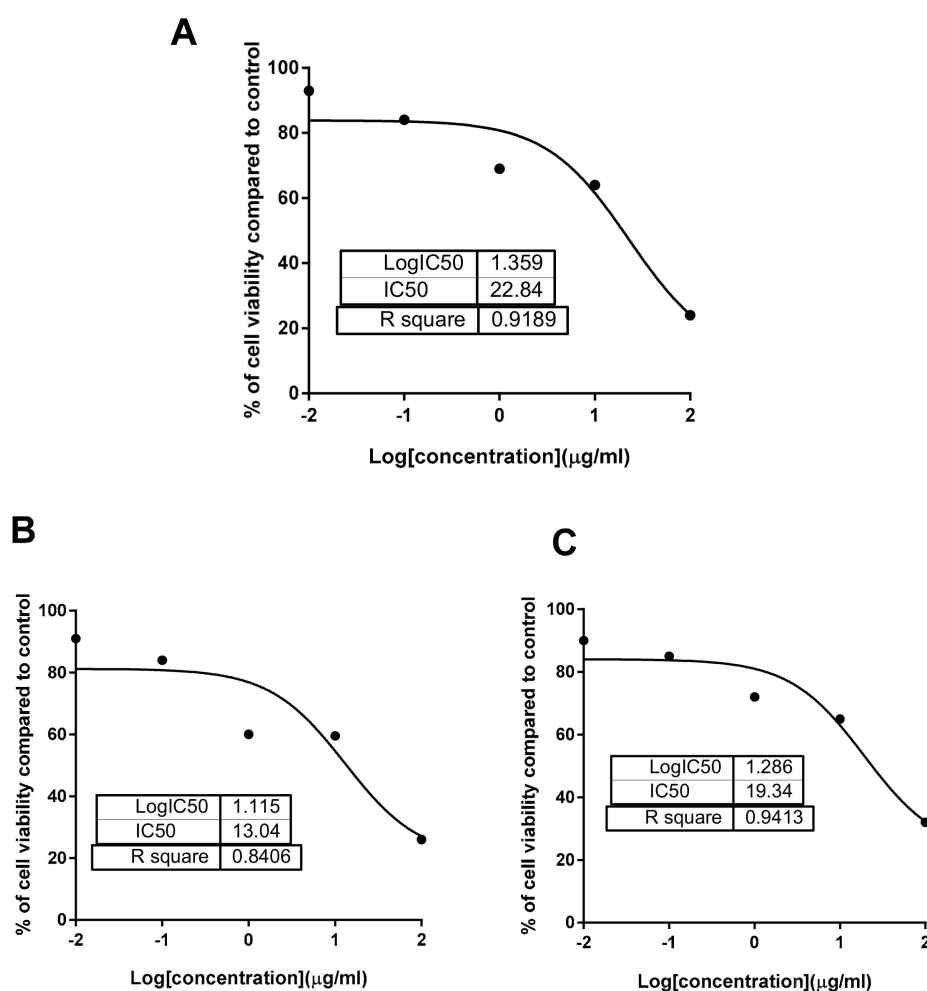 A
% of cell viability compared to control
100
80
60
40
20
0
LogIC50 1.359
IC50 22.84
R square 0.9189
-2 -1 0 1 2
Log[concentration](μg/ml)
B
% of cell viability compared to control
100
80
60
40
20
0
LogIC50 1.115
IC50 13.04
R square 0.8406
-2 -1 0 1 2
Log[concentration](μg/ml)
C
% of cell viability compared to control
100
80
60
40
20
0
LogIC50 1.286
IC50 19.34
R square 0.9413
-2 -1 0 1 2
Log[concentration](μg/ml)